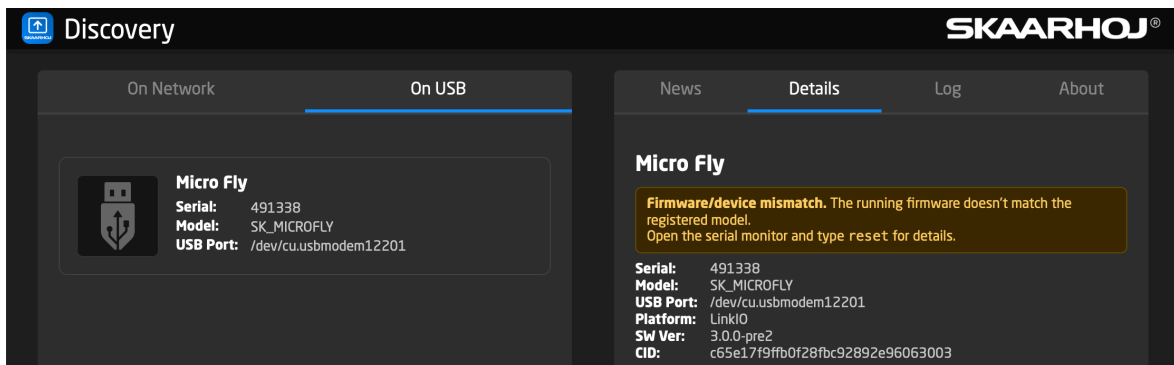 Discovery
SKAARHOJ®
On Network
On USB
Micro Fly
Serial: 491338
Model: SK_MICROFLY
USB Port: /dev/cu.usbmodem12201
News
Details
Log
About
Micro Fly
Firmware/device mismatch. The running firmware doesn't match the
registered model.
Open the serial monitor and type reset for details.
Serial: 491338
Model: SK_MICROFLY
USB Port: /dev/cu.usbmodem12201
Platform: LinkIO
SW Ver: 3.0.0-pre2
CID: c65e17f9ffb0f28fbc92892e96063003